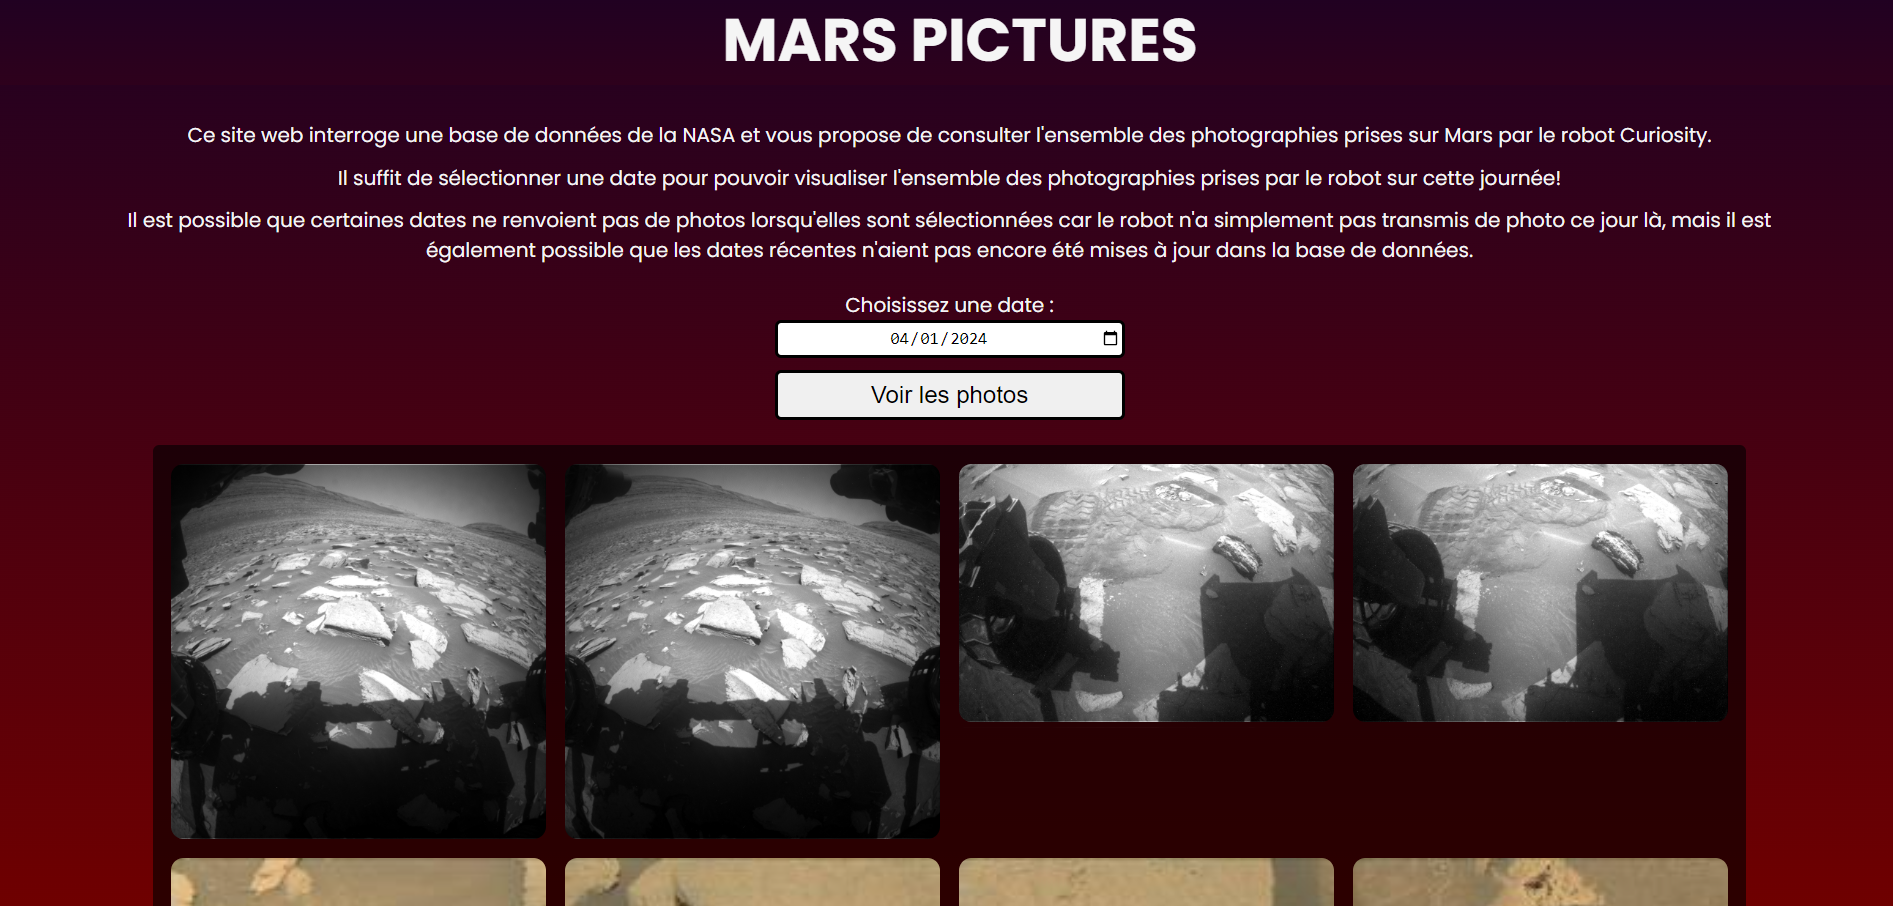 MARS PICTURES
Ce site web interroge une base de données de la NASA et vous propose de consulter l'ensemble des photographies prises sur Mars par le robot Curiosity.
Il suffit de sélectionner une date pour pouvoir visualiser l'ensemble des photographies prises par le robot sur cette journée!
Il est possible que certaines dates ne renvoient pas de photos lorsqu'elles sont sélectionnées car le robot n'a simplement pas transmis de photo ce jour là, mais il est
également possible que les dates récentes n'aient pas encore été mises à jour dans la base de données.
Choisissez une date :
04/01/2024
Voir les photos